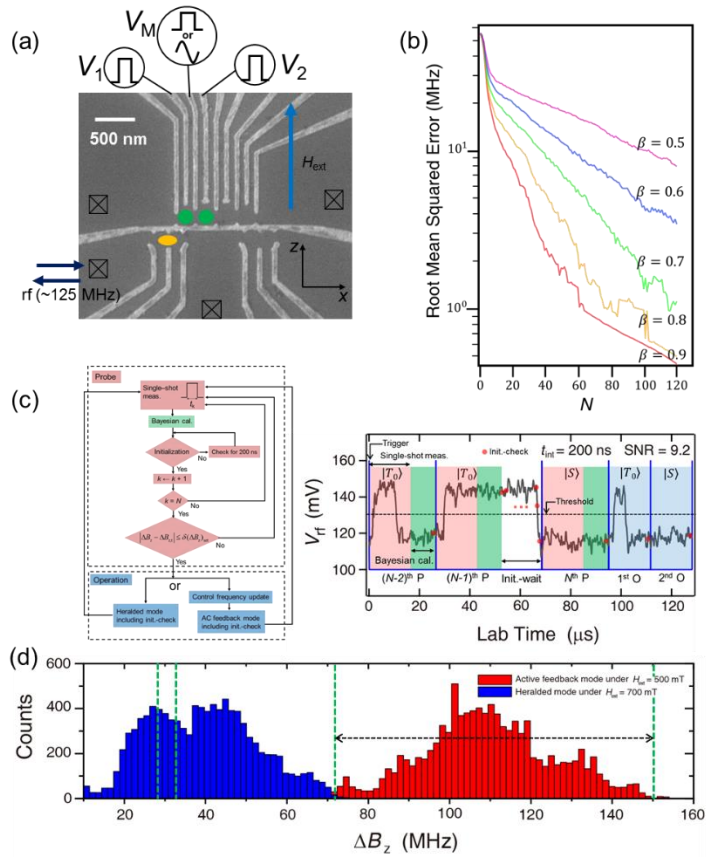 (a)
V_M
or
V_1
V_2
500 nm
H_ext
z
x
rf (~125 MHz)
(b)
Root Mean Squared Error (MHz)
10^1
10^0
β = 0.5
β = 0.6
β = 0.7
β = 0.8
β = 0.9
0
20
40
60
80
100
120
N
(c)
Probe
Single-shot
meas.
Bayesian cal.
Initialization
No
Check for 200 ns
Yes
k ← k + 1
k = N
No
Yes
No
Yes
Operation
or
Heralded mode
including init.-check
Control frequency update
AC feedback mode
including init.-check
Trigger
Single-shot meas.
Init.-check
t_int = 200 ns
SNR = 9.2
|T_0⟩
|T_0⟩
|S⟩
|T_0⟩
|S⟩
Threshold
Bayesian cal.
(N-2)^th P
(N-1)^th P
Init.-wait
N^th P
1^st O
2^nd O
V_rf (mV)
160
140
120
100
0
20
40
60
80
100
120
Lab Time (μs)
(d)
Counts
600
400
200
0
Active feedback mode under H_ext = 500 mT
Heralded mode under H_ext = 700 mT
20
40
60
80
100
120
140
160
ΔB_z (MHz)